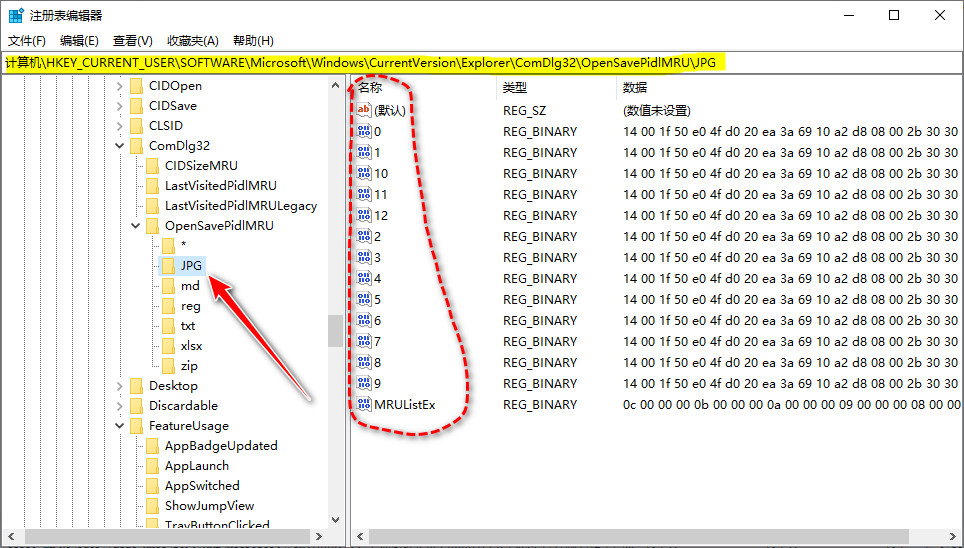 注册表编辑器
文件(F) 编辑(E) 查看(V) 收藏夹(A) 帮助(H)
计算机\HKEY_CURRENT_USER\SOFTWARE\Microsoft\Windows\CurrentVersion\Explorer\ComDlg32\OpenSavePidlMRU\JPG
CIDOpen
CIDSave
CLSID
ComDlg32
CIDSizeMRU
LastVisitedPidlMRU
LastVisitedPidlMRULegacy
OpenSavePidlMRU
*
JPG
md
reg
txt
xlsx
zip
Desktop
Discardable
FeatureUsage
AppBadgeUpdated
AppLaunch
AppSwitched
ShowJumpView
TrayButtonClicked
名称 类型 数据
(默认) REG_SZ (数值未设置)
0 REG_BINARY 14 00 1f 50 e0 4f d0 20 ea 3a 69 10 a2 d8 08 00 2b 30 30
1 REG_BINARY 14 00 1f 50 e0 4f d0 20 ea 3a 69 10 a2 d8 08 00 2b 30 30
10 REG_BINARY 14 00 1f 50 e0 4f d0 20 ea 3a 69 10 a2 d8 08 00 2b 30 30
11 REG_BINARY 14 00 1f 50 e0 4f d0 20 ea 3a 69 10 a2 d8 08 00 2b 30 30
12 REG_BINARY 14 00 1f 50 e0 4f d0 20 ea 3a 69 10 a2 d8 08 00 2b 30 30
2 REG_BINARY 14 00 1f 50 e0 4f d0 20 ea 3a 69 10 a2 d8 08 00 2b 30 30
3 REG_BINARY 14 00 1f 50 e0 4f d0 20 ea 3a 69 10 a2 d8 08 00 2b 30 30
4 REG_BINARY 14 00 1f 50 e0 4f d0 20 ea 3a 69 10 a2 d8 08 00 2b 30 30
5 REG_BINARY 14 00 1f 50 e0 4f d0 20 ea 3a 69 10 a2 d8 08 00 2b 30 30
6 REG_BINARY 14 00 1f 50 e0 4f d0 20 ea 3a 69 10 a2 d8 08 00 2b 30 30
7 REG_BINARY 14 00 1f 50 e0 4f d0 20 ea 3a 69 10 a2 d8 08 00 2b 30 30
8 REG_BINARY 14 00 1f 50 e0 4f d0 20 ea 3a 69 10 a2 d8 08 00 2b 30 30
9 REG_BINARY 14 00 1f 50 e0 4f d0 20 ea 3a 69 10 a2 d8 08 00 2b 30 30
MRUListEx REG_BINARY 0c 00 00 00 0b 00 00 00 0a 00 00 00 09 00 00 00 08 00 00